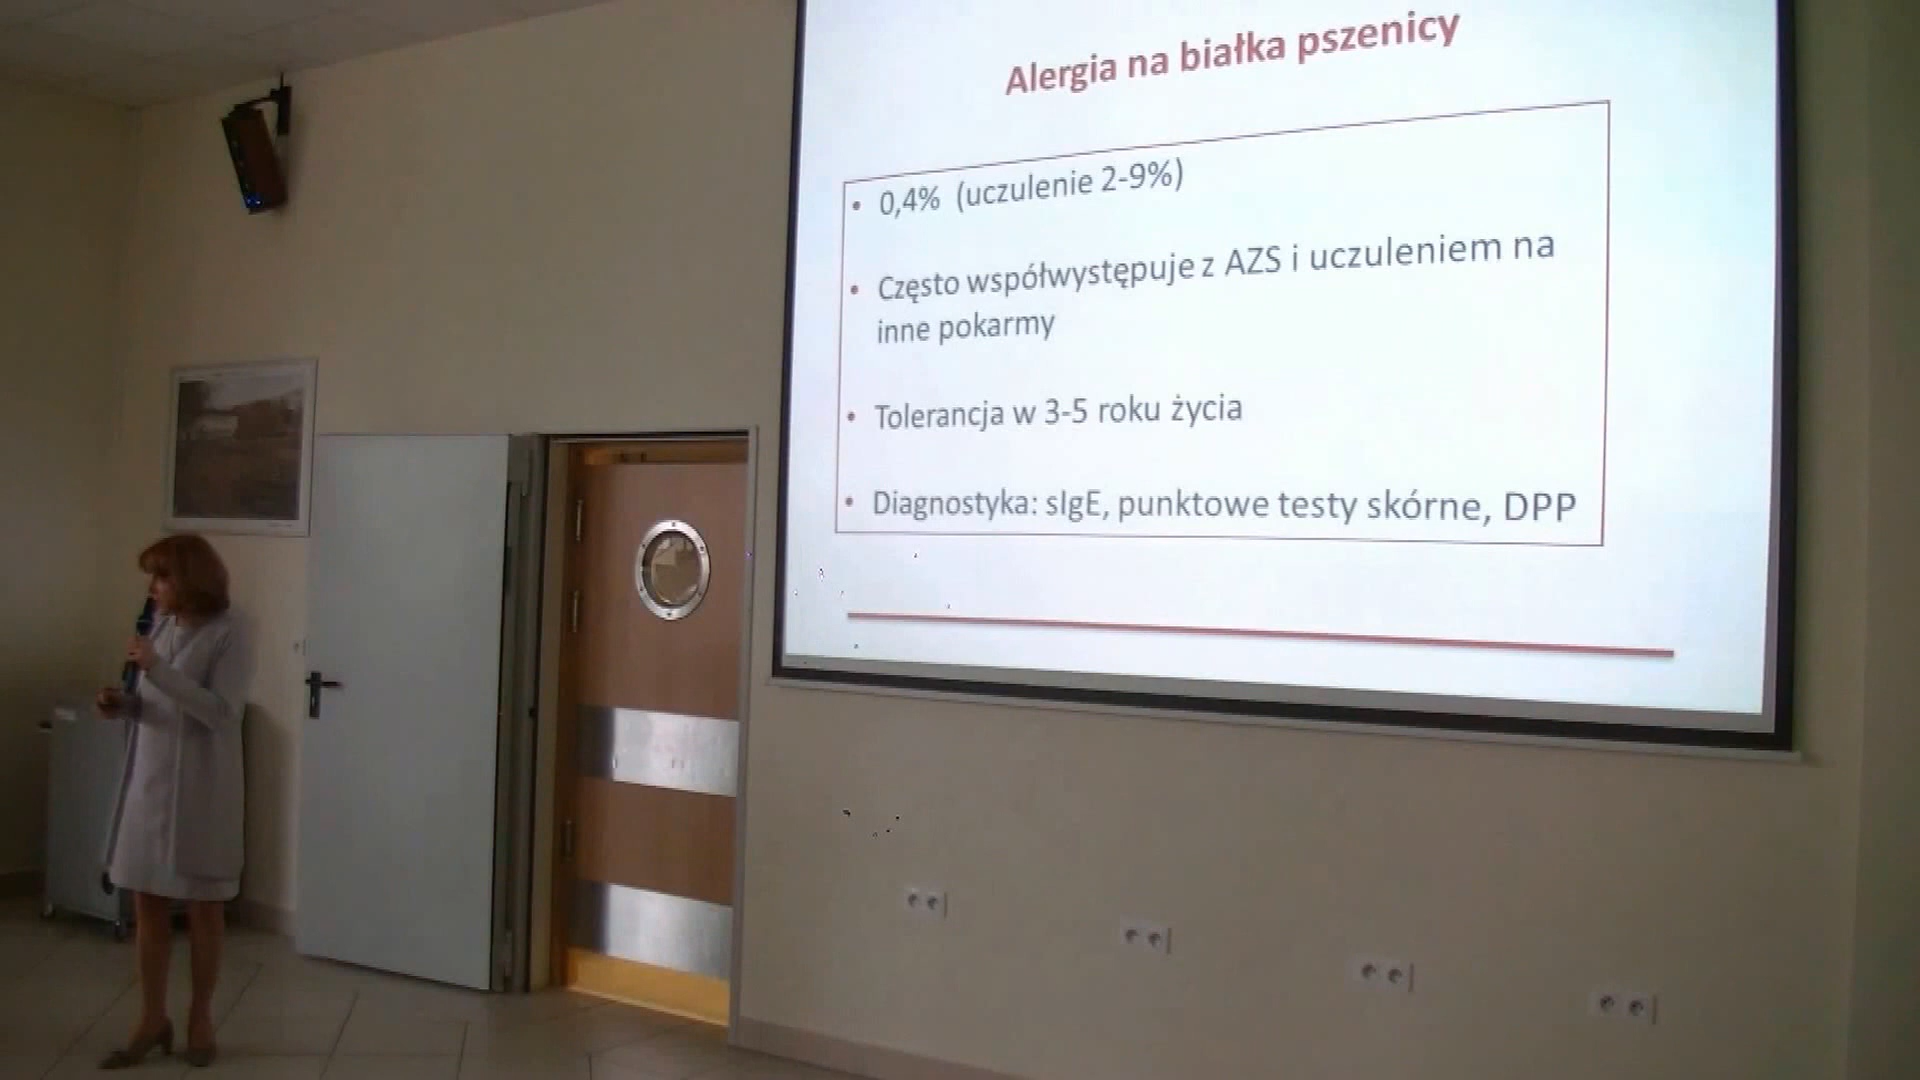 Alergia na białka pszenicy
• 0,4% (uczulenie 2-9%)
• Często współwystępuje z AZS i uczuleniem na
inne pokarmy
• Tolerancja w 3-5 roku życia
• Diagnostyka: sIgE, punktowe testy skórne, DPP